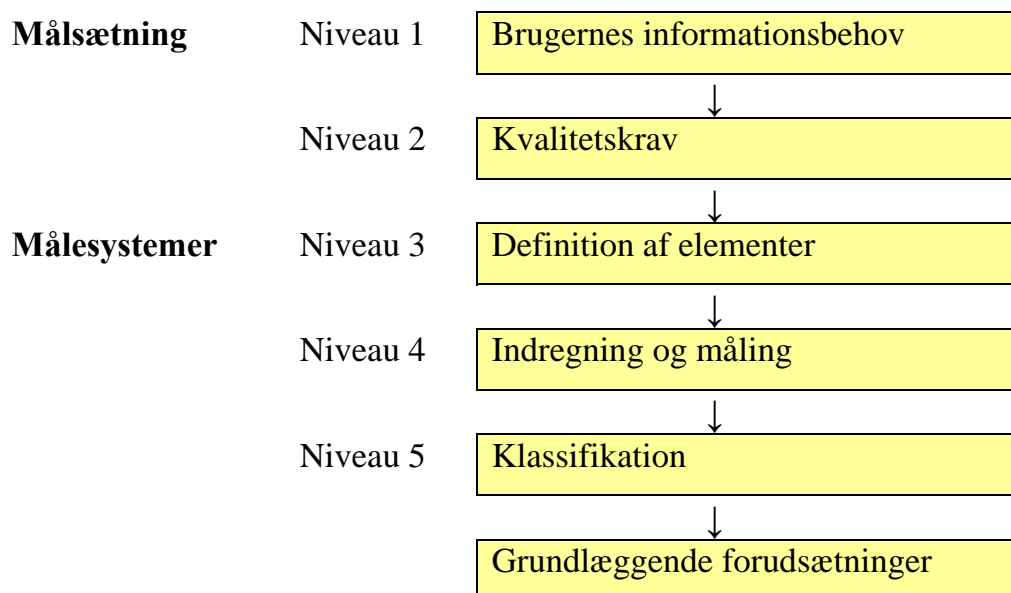 Målsætning Niveau 1 Brugernes informationsbehov
↓
Niveau 2 Kvalitetskrav
↓
Målesystemer Niveau 3 Definition af elementer
↓
Niveau 4 Indregning og måling
↓
Niveau 5 Klassifikation
↓
Grundlæggende forudsætninger